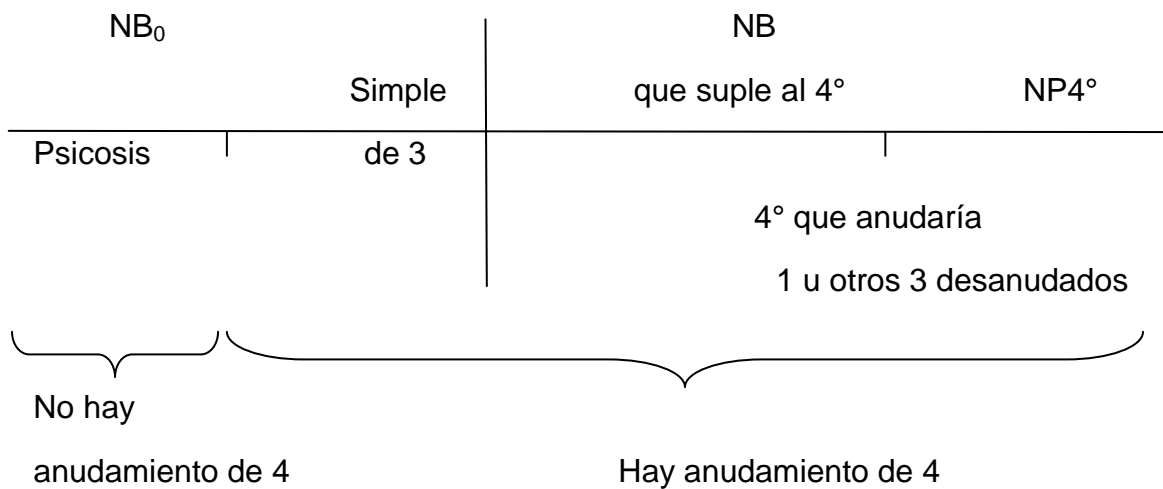 NB₀ NB
Simple que suple al 4° NP4°
Psicosis de 3
4° que anudaría
1 u otros 3 desanudados
No hay
anudamiento de 4 Hay anudamiento de 4